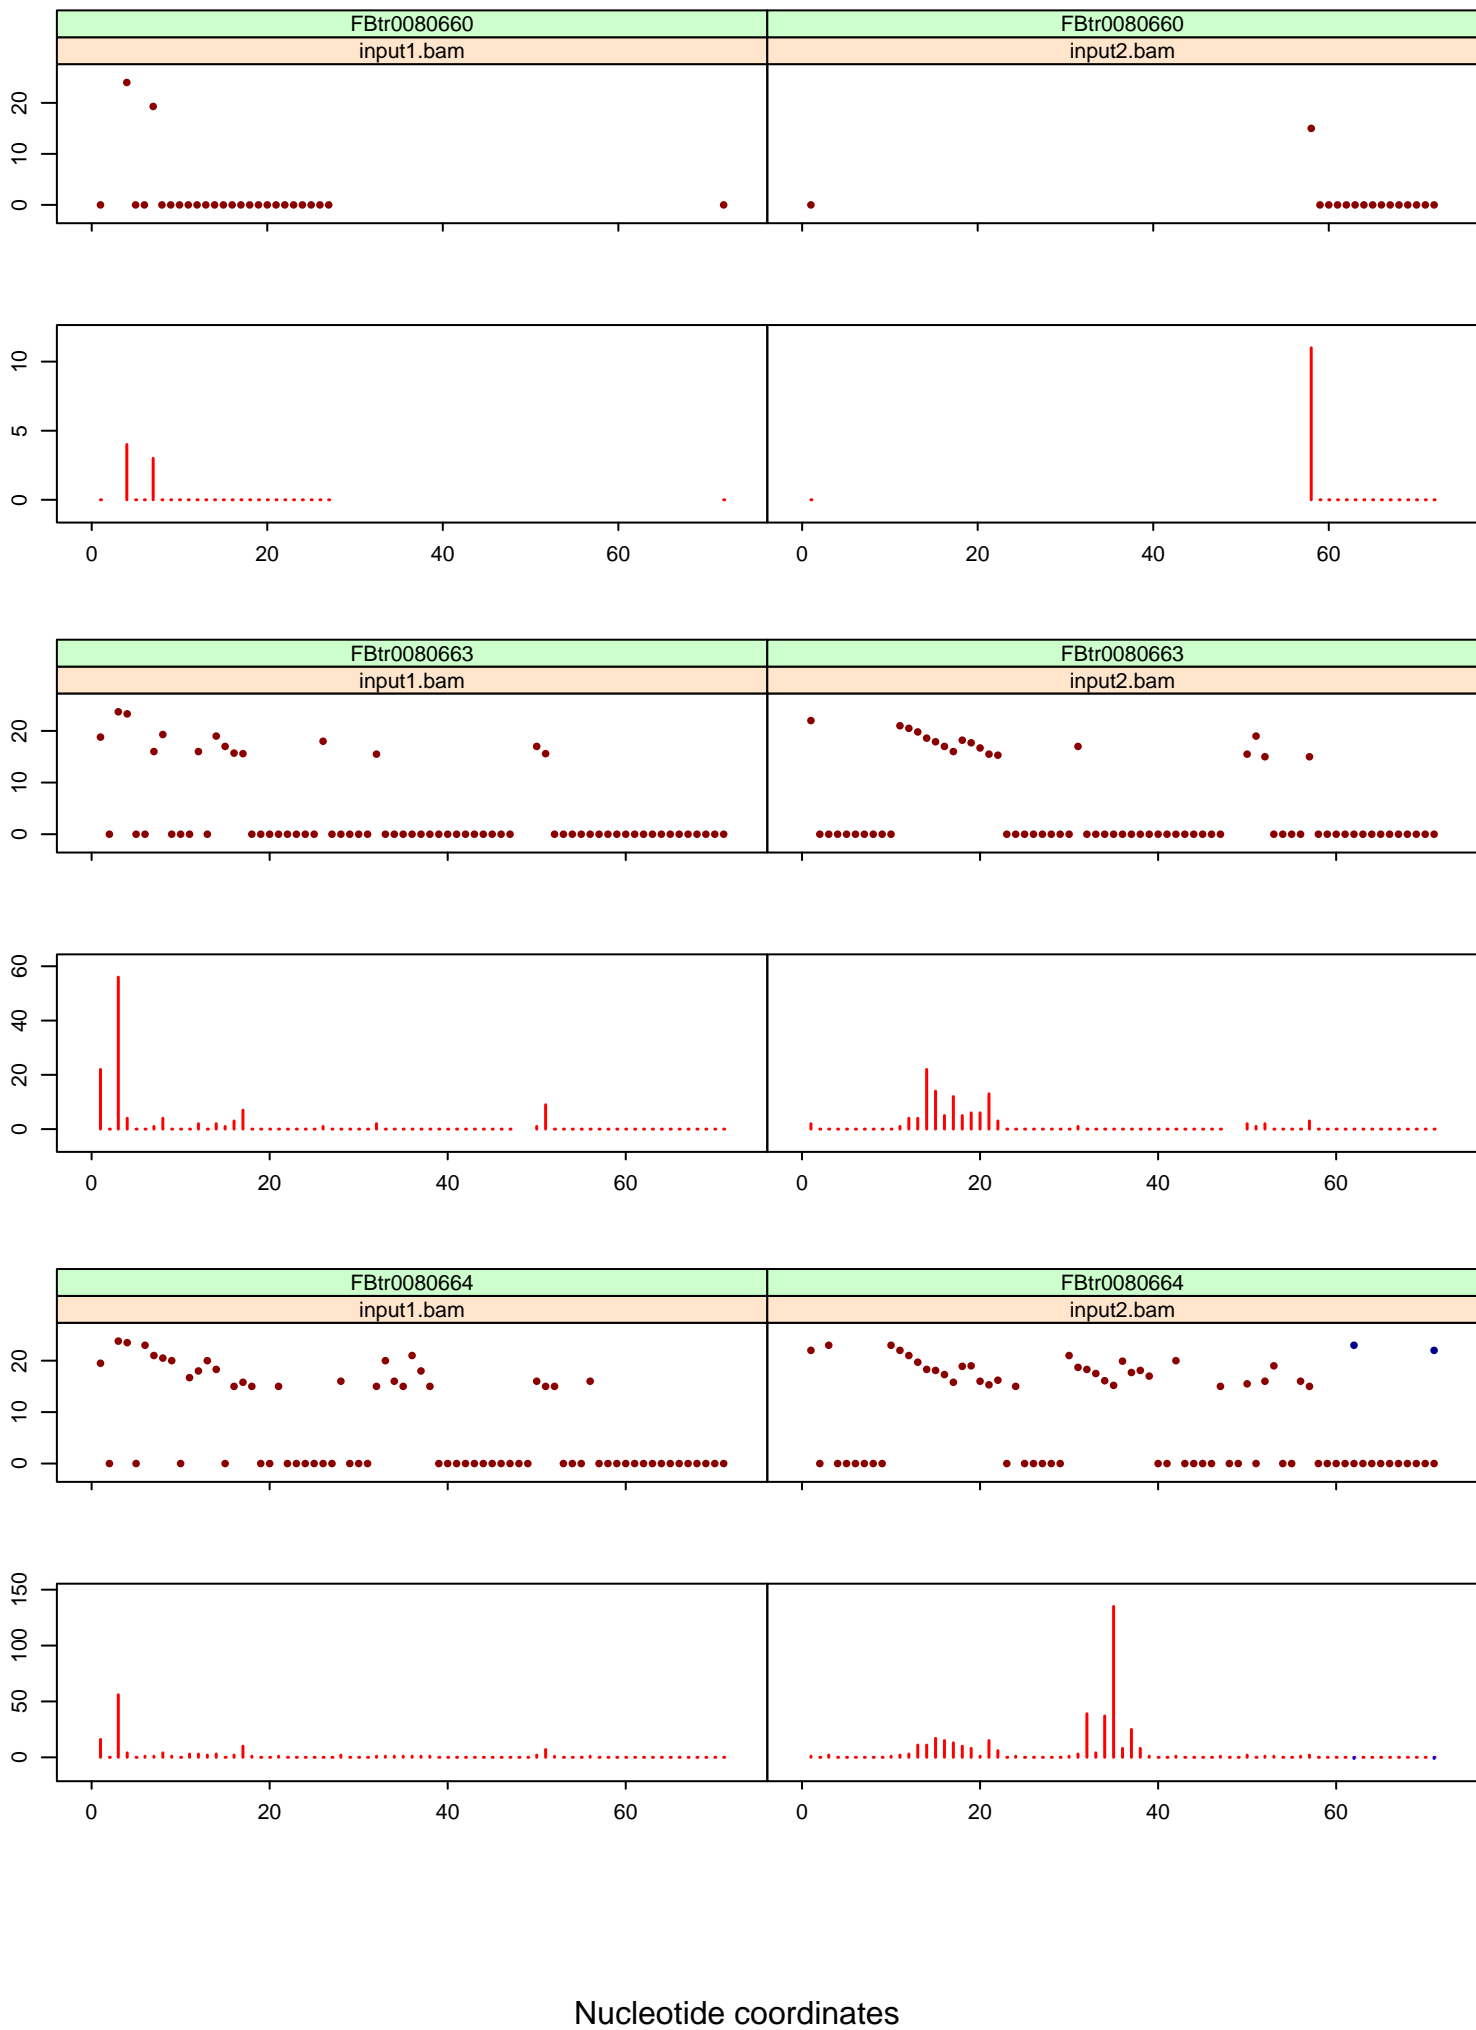 FBtr0080660 FBtr0080660
input1.bam input2.bam
20
10
0
10
5
0
0 20 40 60 0 20 40 60
FBtr0080663 FBtr0080663
input1.bam input2.bam
20
10
0
60
40
20
0
0 20 40 60 0 20 40 60
FBtr0080664 FBtr0080664
input1.bam input2.bam
20
10
0
150
100
50
0
0 20 40 60 0 20 40 60
Nucleotide coordinates